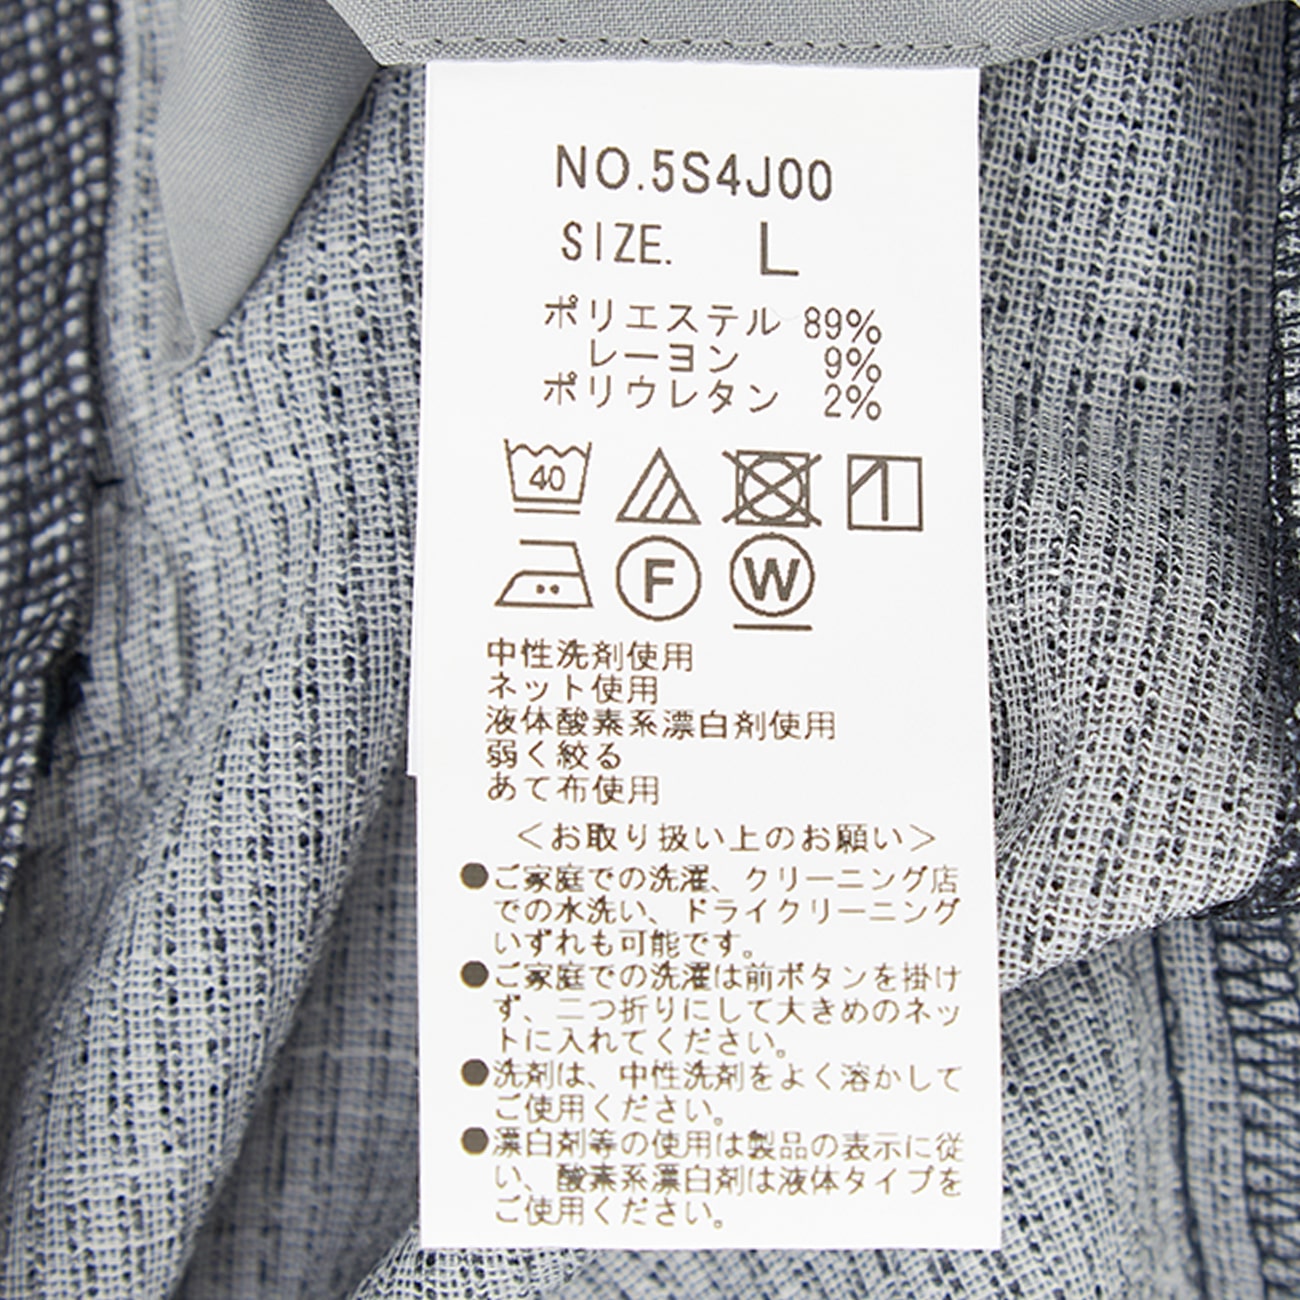 NO.5S4J00
SIZE. L
ポリエステル 89%
レーヨン 9%
ポリウレタン 2%
40
F W
中性洗剤使用
ネット使用
液体酸素系漂白剤使用
弱く絞る
あて布使用
＜お取り扱い上のお願い＞
●ご家庭での洗濯、クリーニング店
での水洗い、ドライクリーニング
いずれも可能です。
●ご家庭での洗濯は前ボタンを掛け
ず、二つ折りにして大きめのネッ
トに入れてください。
●洗剤は、中性洗剤をよく溶かして
ご使用ください。
●漂白剤等の使用は製品の表示に従
い、酸素系漂白剤は液体タイプを
ご使用ください。